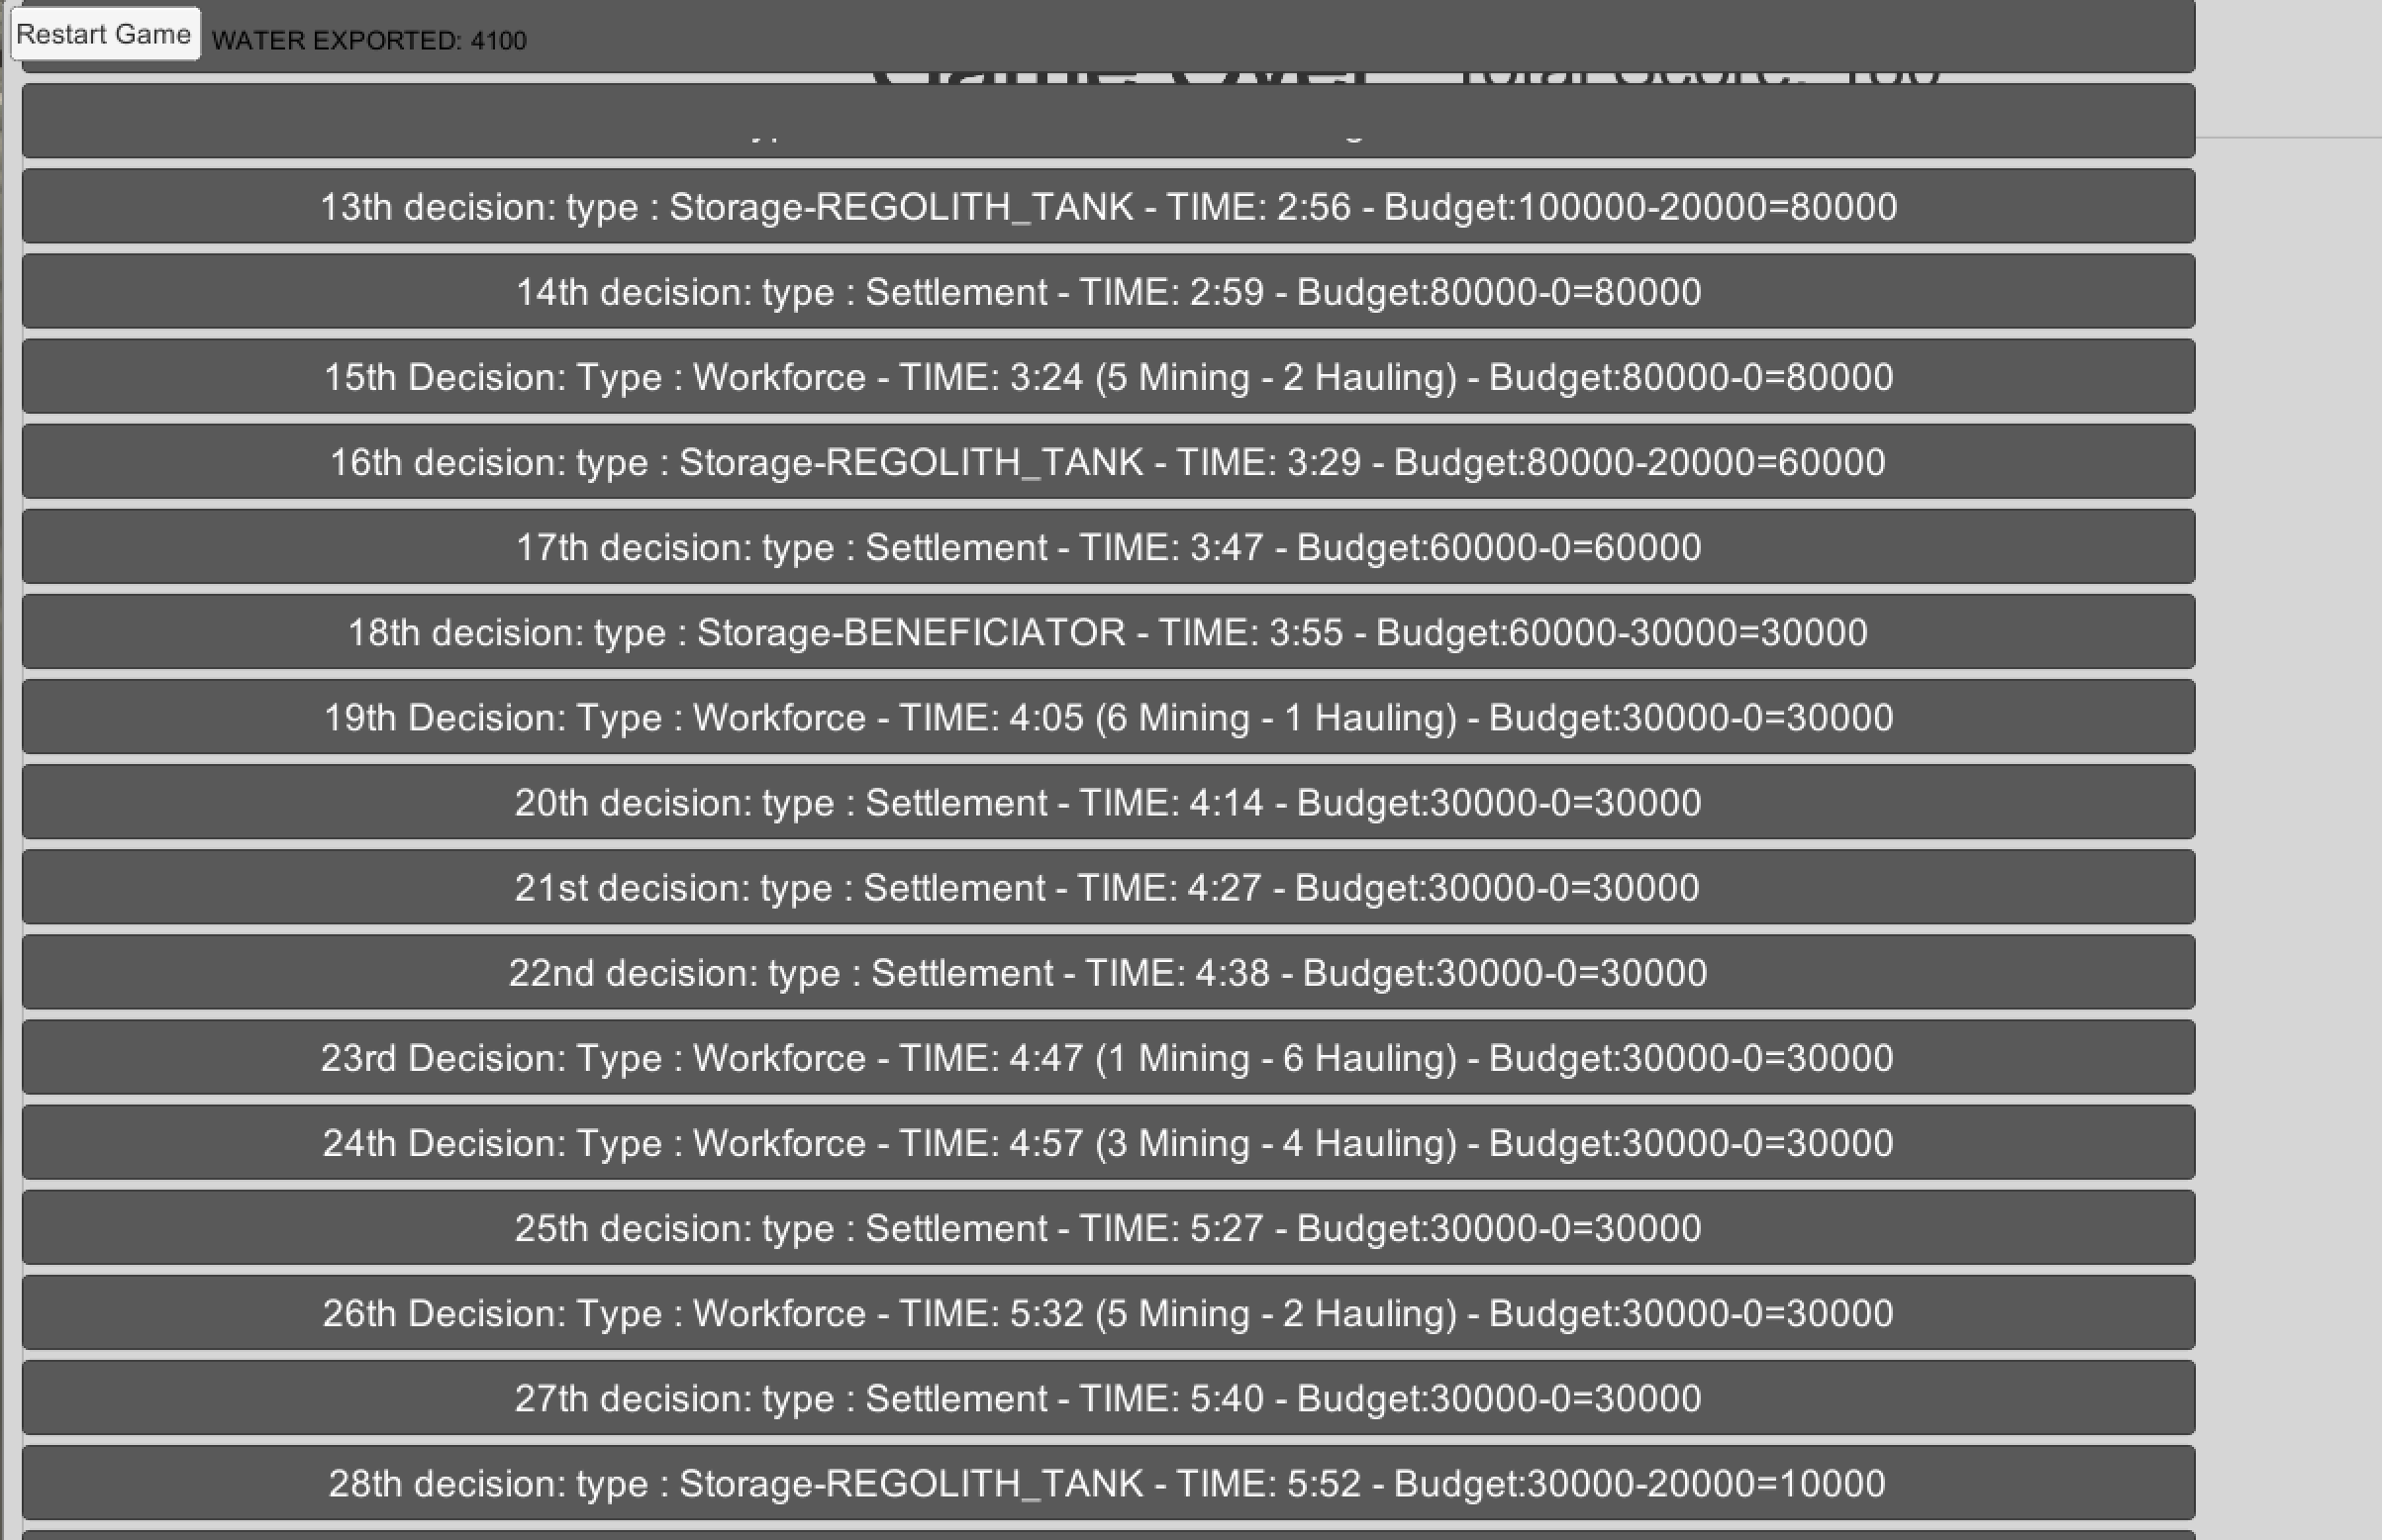 Restart Game
WATER EXPORTED: 4100
13th decision: type : Storage-REGOLITH_TANK - TIME: 2:56 - Budget:100000-20000=80000
14th decision: type : Settlement - TIME: 2:59 - Budget:80000-0=80000
15th Decision: Type : Workforce - TIME: 3:24 (5 Mining - 2 Hauling) - Budget:80000-0=80000
16th decision: type : Storage-REGOLITH_TANK - TIME: 3:29 - Budget:80000-20000=60000
17th decision: type : Settlement - TIME: 3:47 - Budget:60000-0=60000
18th decision: type : Storage-BENEFICIATOR - TIME: 3:55 - Budget:60000-30000=30000
19th Decision: Type : Workforce - TIME: 4:05 (6 Mining - 1 Hauling) - Budget:30000-0=30000
20th decision: type : Settlement - TIME: 4:14 - Budget:30000-0=30000
21st decision: type : Settlement - TIME: 4:27 - Budget:30000-0=30000
22nd decision: type : Settlement - TIME: 4:38 - Budget:30000-0=30000
23rd Decision: Type : Workforce - TIME: 4:47 (1 Mining - 6 Hauling) - Budget:30000-0=30000
24th Decision: Type : Workforce - TIME: 4:57 (3 Mining - 4 Hauling) - Budget:30000-0=30000
25th decision: type : Settlement - TIME: 5:27 - Budget:30000-0=30000
26th Decision: Type : Workforce - TIME: 5:32 (5 Mining - 2 Hauling) - Budget:30000-0=30000
27th decision: type : Settlement - TIME: 5:40 - Budget:30000-0=30000
28th decision: type : Storage-REGOLITH_TANK - TIME: 5:52 - Budget:30000-20000=10000